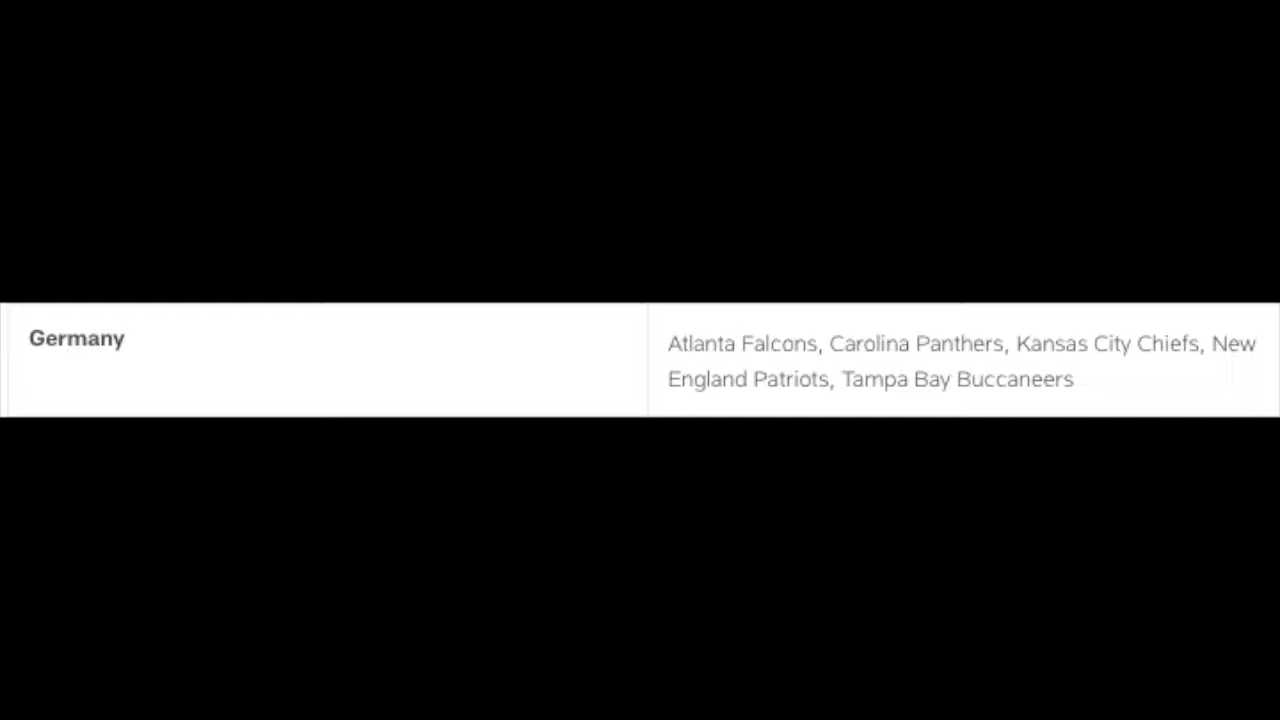 Germany
Atlanta Falcons, Carolina Panthers, Kansas City Chiefs, New
England Patriots, Tampa Bay Buccaneers